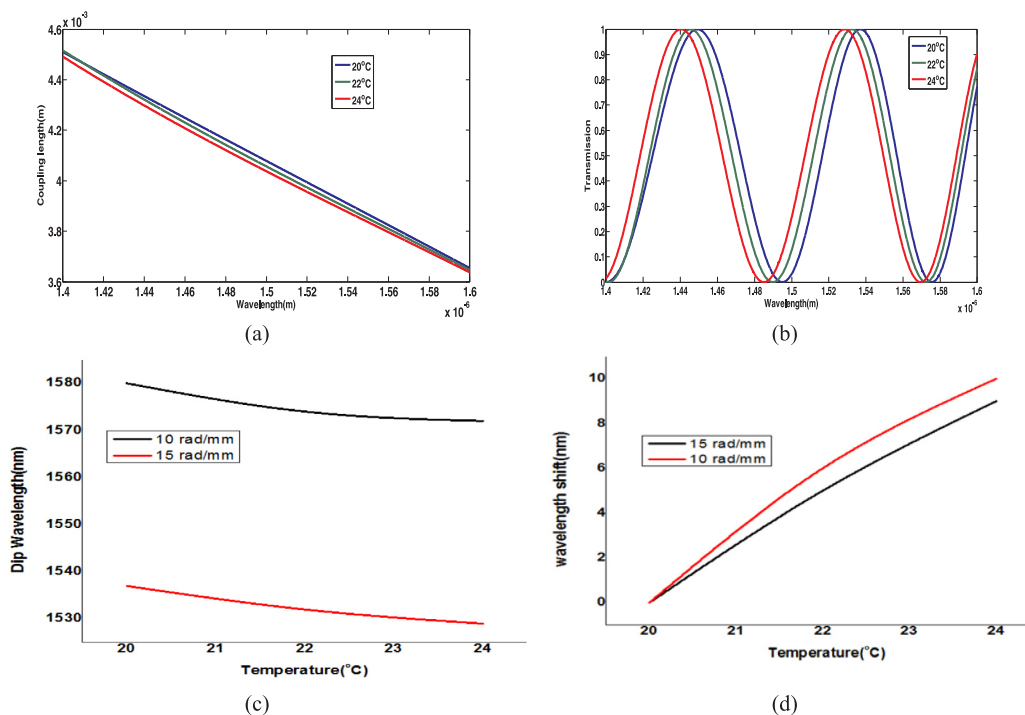 x 10⁻³
4.6
4.4
4.2
4
3.8
3.6
Coupling length(m)
20°C
22°C
24°C
1.4 1.42 1.44 1.46 1.48 1.5 1.52 1.54 1.56 1.58 1.6
Wavelength(m)
x 10⁻⁶
(a)
1
0.9
0.8
0.7
0.6
0.5
0.4
0.3
0.2
0.1
0
Transmission
20°C
22°C
24°C
1.4 1.42 1.44 1.46 1.48 1.5 1.52 1.54 1.56 1.58 1.6
Wavelength(m)
x 10⁻⁶
(b)
1580
1570
1560
1550
1540
1530
Dip Wavelength(nm)
10 rad/mm
15 rad/mm
20 21 22 23 24
Temperature(°C)
(c)
10
8
6
4
2
0
wavelength shift(nm)
15 rad/mm
10 rad/mm
20 21 22 23 24
Temperature(°C)
(d)